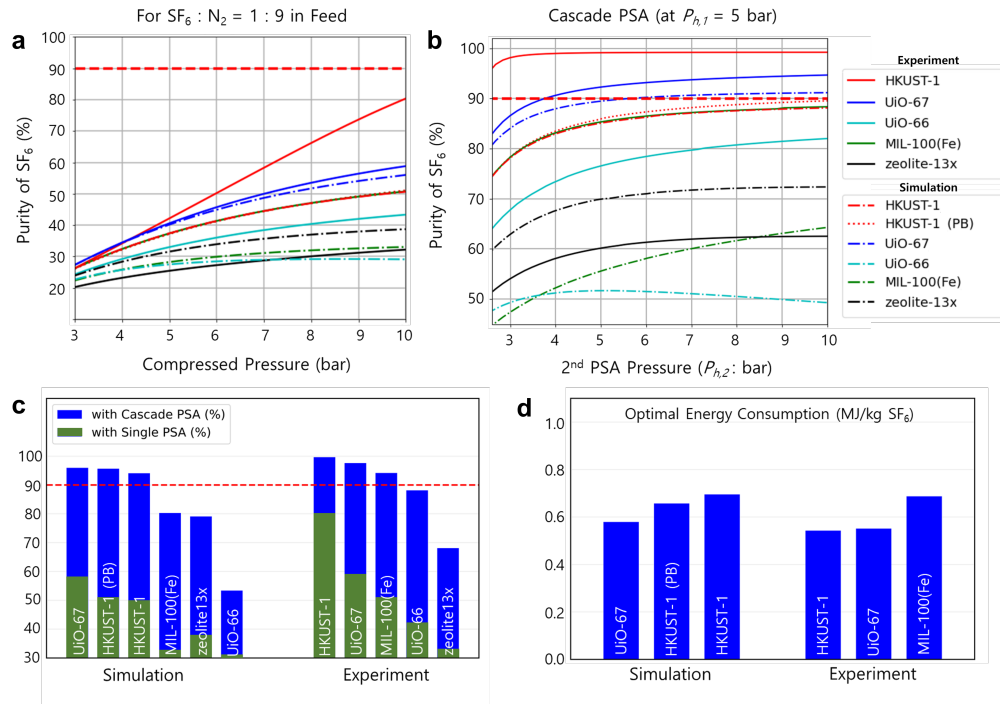 For SF6 : N2 = 1 : 9 in Feed
a
Purity of SF6 (%)
100
90
80
70
60
50
40
30
20
3 4 5 6 7 8 9 10
Compressed Pressure (bar)
Cascade PSA (at Ph,1 = 5 bar)
b
Purity of SF6 (%)
100
90
80
70
60
50
3 4 5 6 7 8 9 10
2nd PSA Pressure (Ph,2: bar)
Experiment
HKUST-1
UiO-67
UiO-66
MIL-100(Fe)
zeolite-13x
Simulation
HKUST-1
HKUST-1 (PB)
UiO-67
UiO-66
MIL-100(Fe)
zeolite-13x
c
with Cascade PSA (%)
with Single PSA (%)
100
90
80
70
60
50
40
30
UiO-67
HKUST-1 (PB)
HKUST-1
MIL-100(Fe)
zeolite13x
UiO-66
HKUST-1
UiO-67
MIL-100(Fe)
UiO-66
zeolite13x
Simulation
Experiment
d
Optimal Energy Consumption (MJ/kg SF6)
1.0
0.8
0.6
0.4
0.2
0.0
UiO-67
HKUST-1 (PB)
HKUST-1
HKUST-1
UiO-67
MIL-100(Fe)
Simulation
Experiment